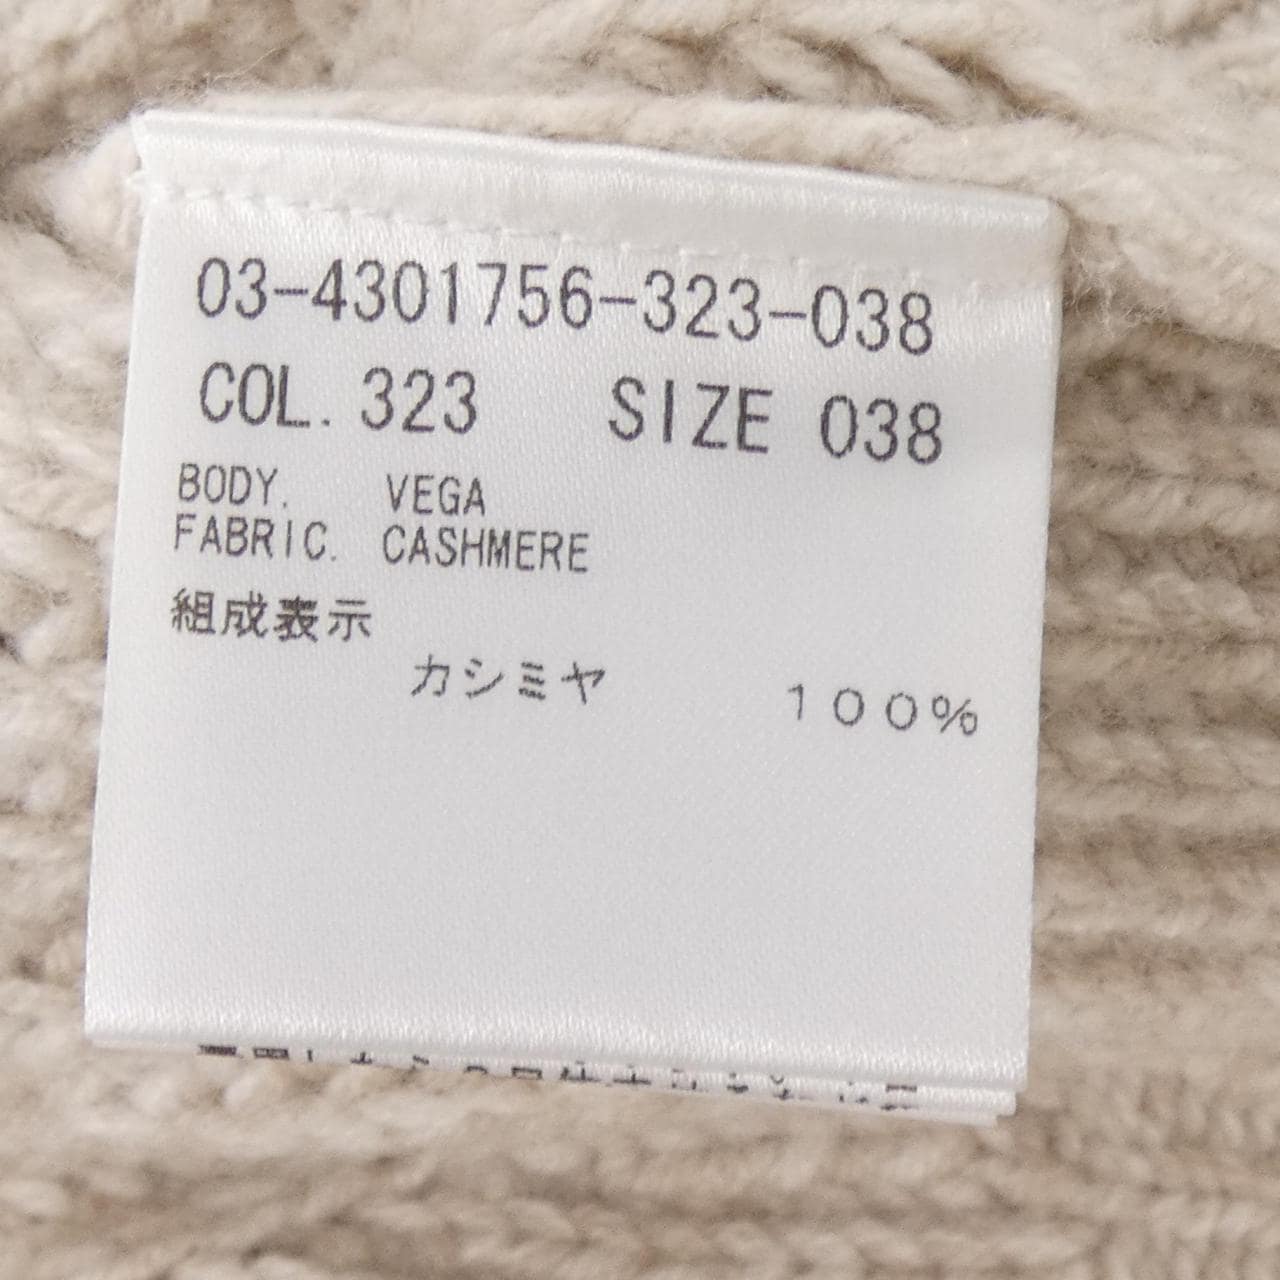 03-4301756-323-038
COL. 323 SIZE 038
BODY. VEGA
FABRIC. CASHMERE
組成表示
カシミヤ 100%